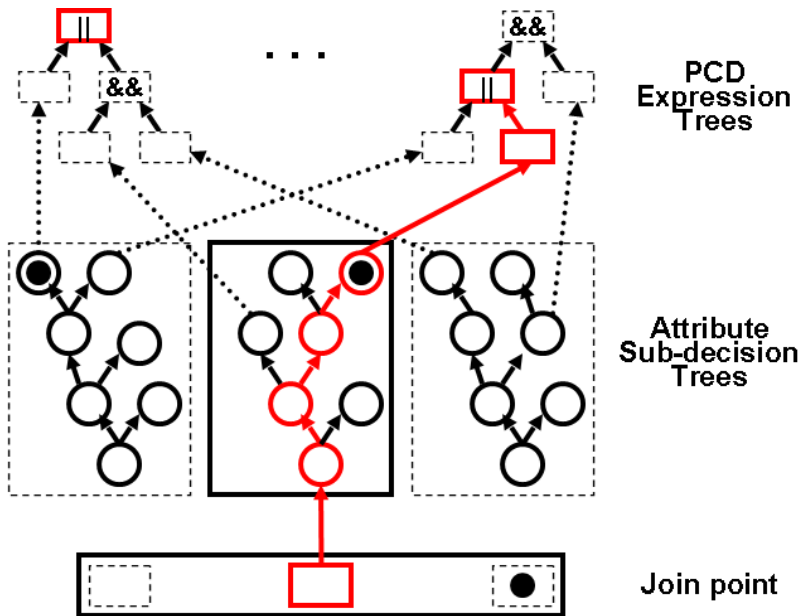 ||
. . .
&&
&&
||
PCD
Expression
Trees
Attribute
Sub-decision
Trees
Join point